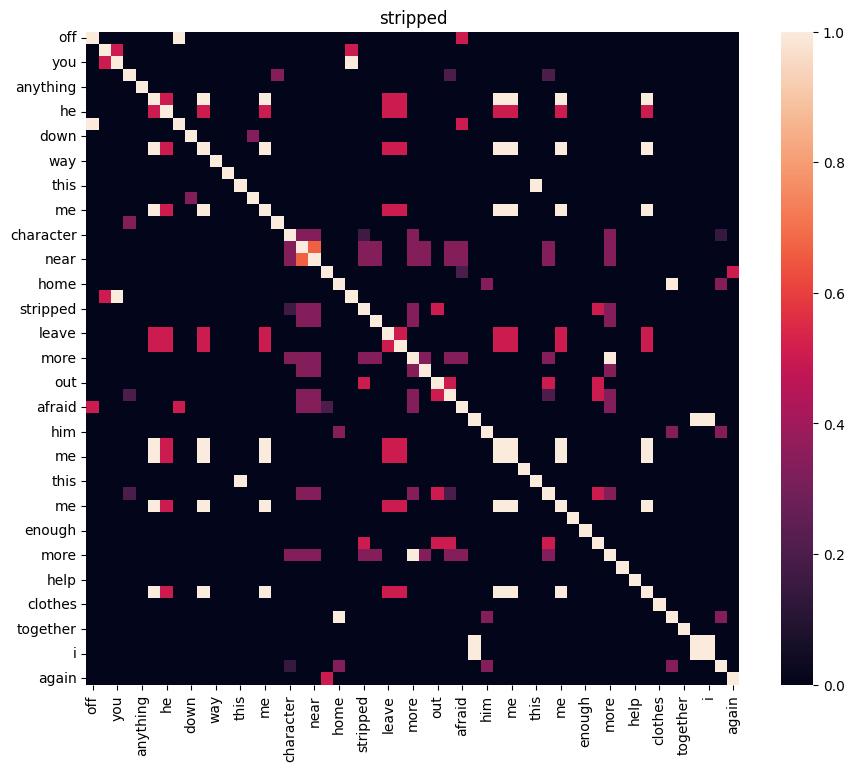 stripped
off
you
anything
he
down
way
this
me
character
near
home
stripped
leave
more
out
afraid
him
me
this
me
enough
more
help
clothes
together
i
again
off you anything he down way this me character near home stripped leave more out afraid him me this me enough more help clothes together i again
1.0
0.8
0.6
0.4
0.2
0.0